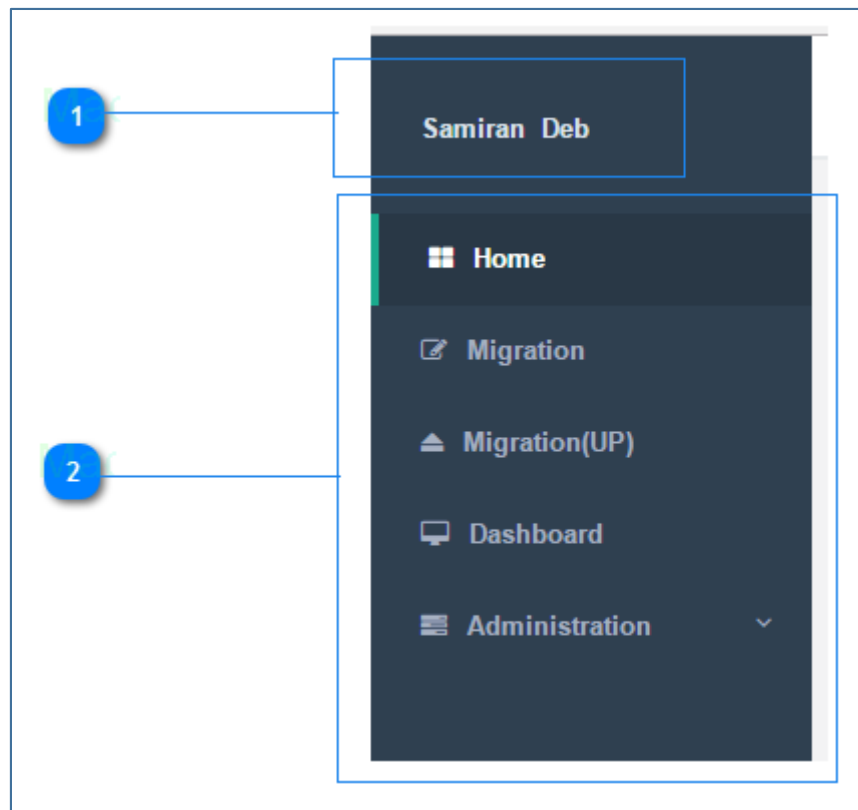 1
Samiran Deb
Home
Migration
Migration(UP)
2
Dashboard
Administration